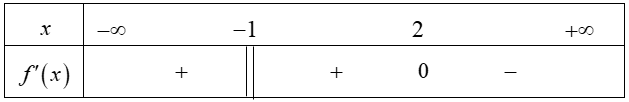 x −∞ −1 2 +∞
f′(x) + + 0 −